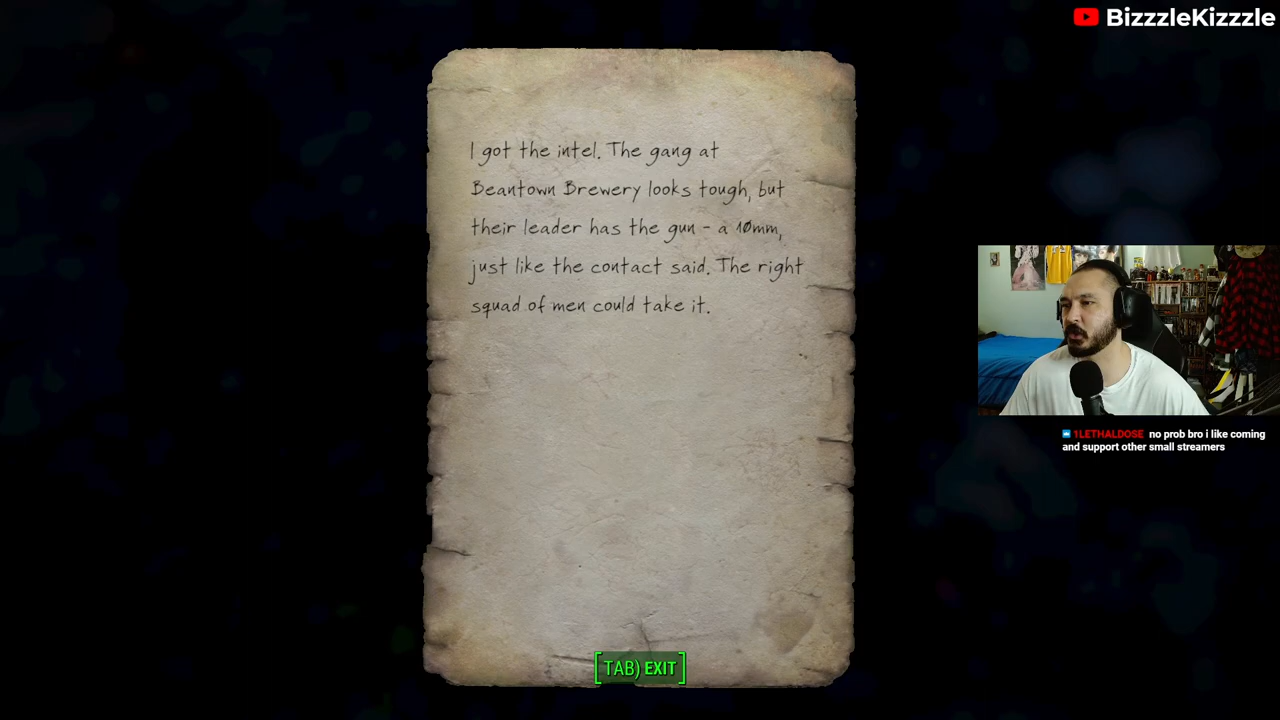 BizzzleKizzzle
I got the intel. The gang at
Beantown Brewery looks tough, but
their leader has the gun - a 10mm,
just like the contact said. The right
squad of men could take it.
1LETHALDOSE no prob bro i like coming
and support other small streamers
[TAB) EXIT]